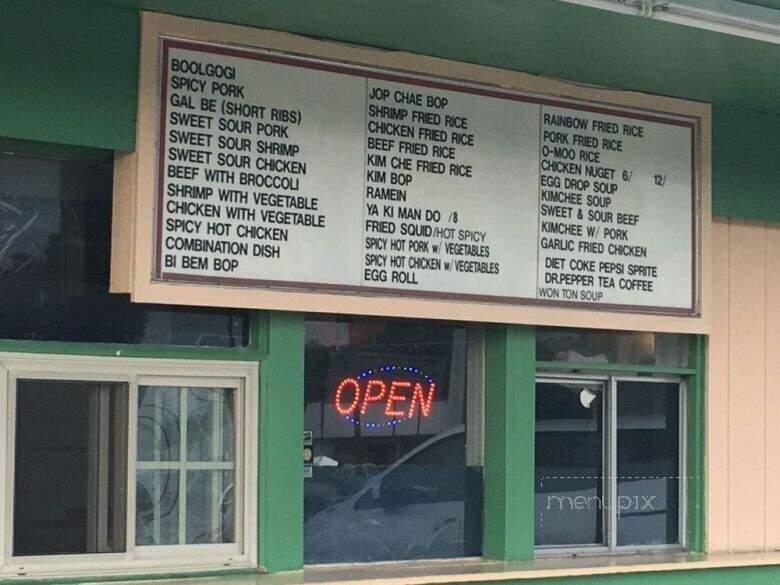 BOOLGOGI
SPICY PORK
GAL BE (SHORT RIBS)
SWEET SOUR PORK
SWEET SOUR SHRIMP
SWEET SOUR CHICKEN
BEEF WITH BROCCOLI
SHRIMP WITH VEGETABLE
CHICKEN WITH VEGETABLE
SPICY HOT CHICKEN
COMBINATION DISH
BI BEM BOP
JOP CHAE BOP
SHRIMP FRIED RICE
CHICKEN FRIED RICE
BEEF FRIED RICE
KIM CHE FRIED RICE
KIM BOP
RAMEIN
YA KI MAN DO /8
FRIED SQUID/HOT SPICY
SPICY HOT PORK W/ VEGETABLES
SPICY HOT CHICKEN W/ VEGETABLES
EGG ROLL
RAINBOW FRIED RICE
PORK FRIED RICE
O-MOO RICE
CHICKEN NUGET 6/ 12/
EGG DROP SOUP
KIMCHEE SOUP
SWEET & SOUR BEEF
KIMCHEE W/ PORK
GARLIC FRIED CHICKEN
DIET COKE PEPSI SPRITE
DR.PEPPER TEA COFFEE
WON TON SOUP
OPEN
menupix